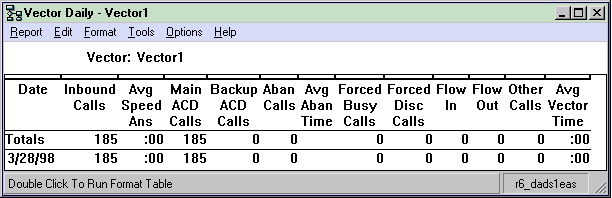 Vector Daily - Vector1
Report Edit Format Tools Options Help
Vector: Vector1
Date Inbound Calls Avg Speed Ans Main ACD Calls Backup ACD Calls Aban Calls Avg Aban Time Forced Busy Calls Forced Disc Calls Flow In Flow Out Other Calls Avg Vector Time
Totals 185 :00 185 0 0 0 0 0 0 0 :00
3/28/98 185 :00 185 0 0 0 0 0 0 0 :00
Double Click To Run Format Table r6_dads1eas